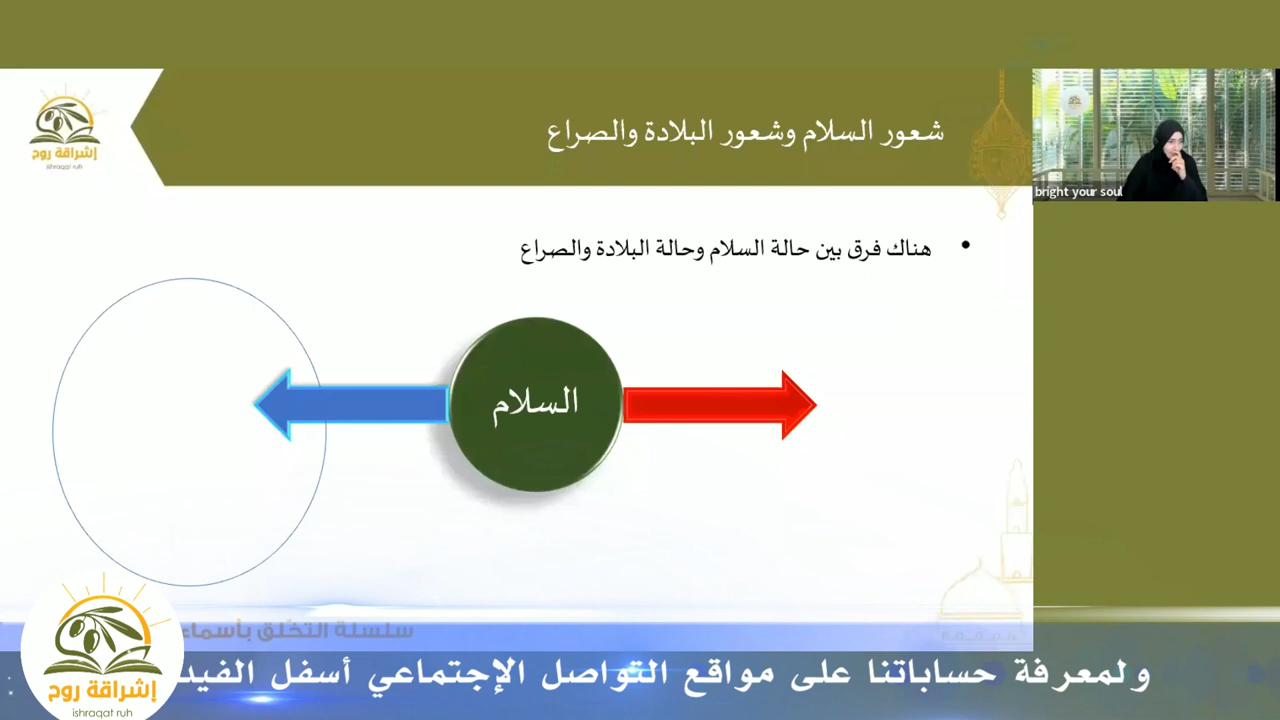 شعور السلام وشعور البلادة والصراع
إشراقة روح
ishraqat ruh
bright your soul
• هناك فرق بين حالة السلام وحالة البلادة والصراع
السلام
سلسلة التخلق بأسماء
ولمعرفة حساباتنا على مواقع التواصل الإجتماعي أسفل الفيد
إشراقة روح
ishraqat ruh